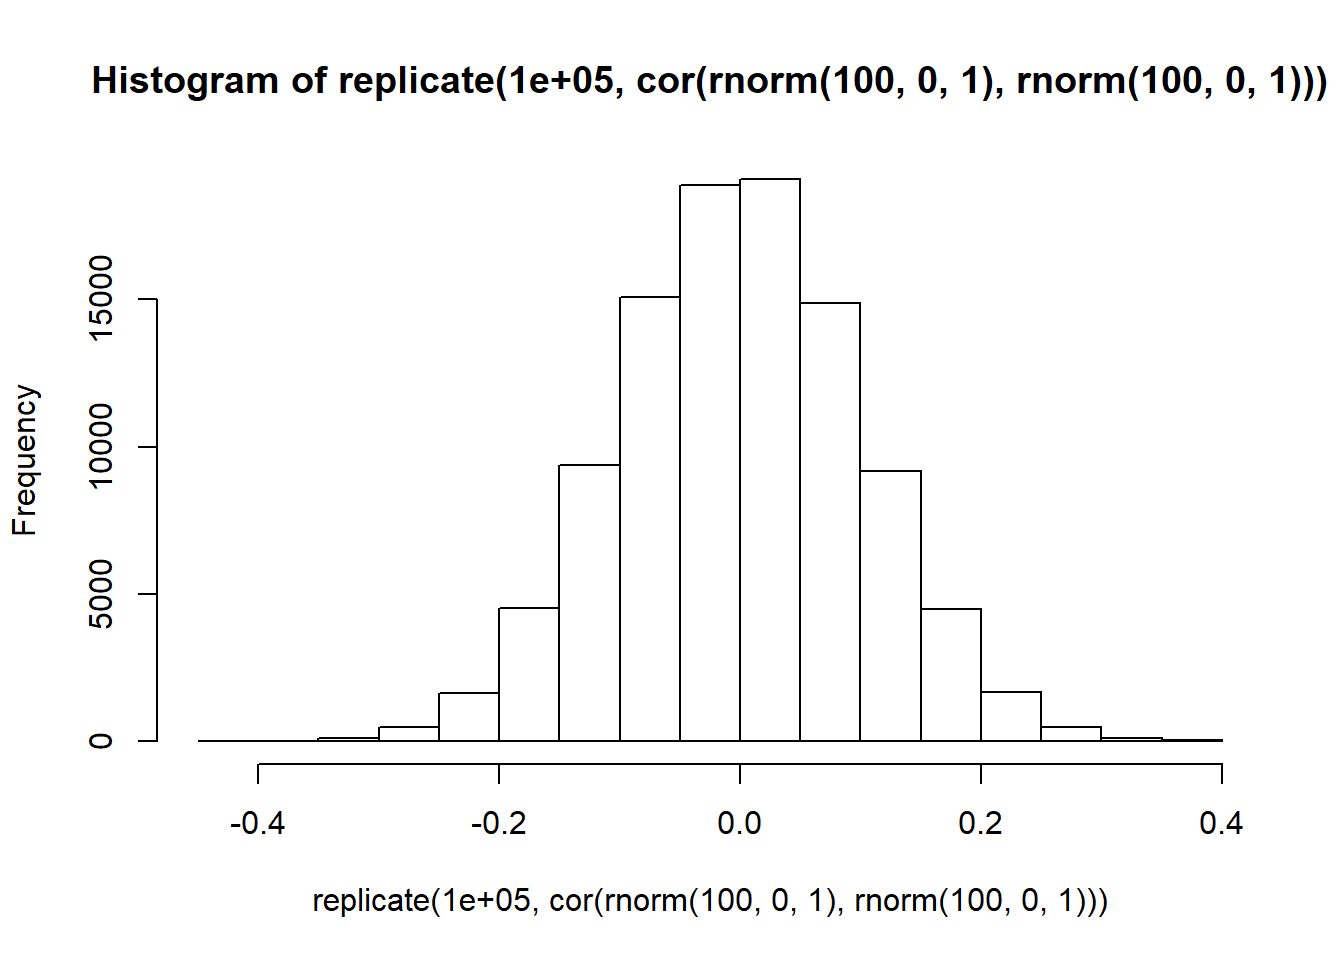 Histogram of replicate(1e+05, cor(rnorm(100, 0, 1), rnorm(100, 0, 1)))
Frequency
15000
10000
5000
0
-0.4 -0.2 0.0 0.2 0.4
replicate(1e+05, cor(rnorm(100, 0, 1), rnorm(100, 0, 1)))